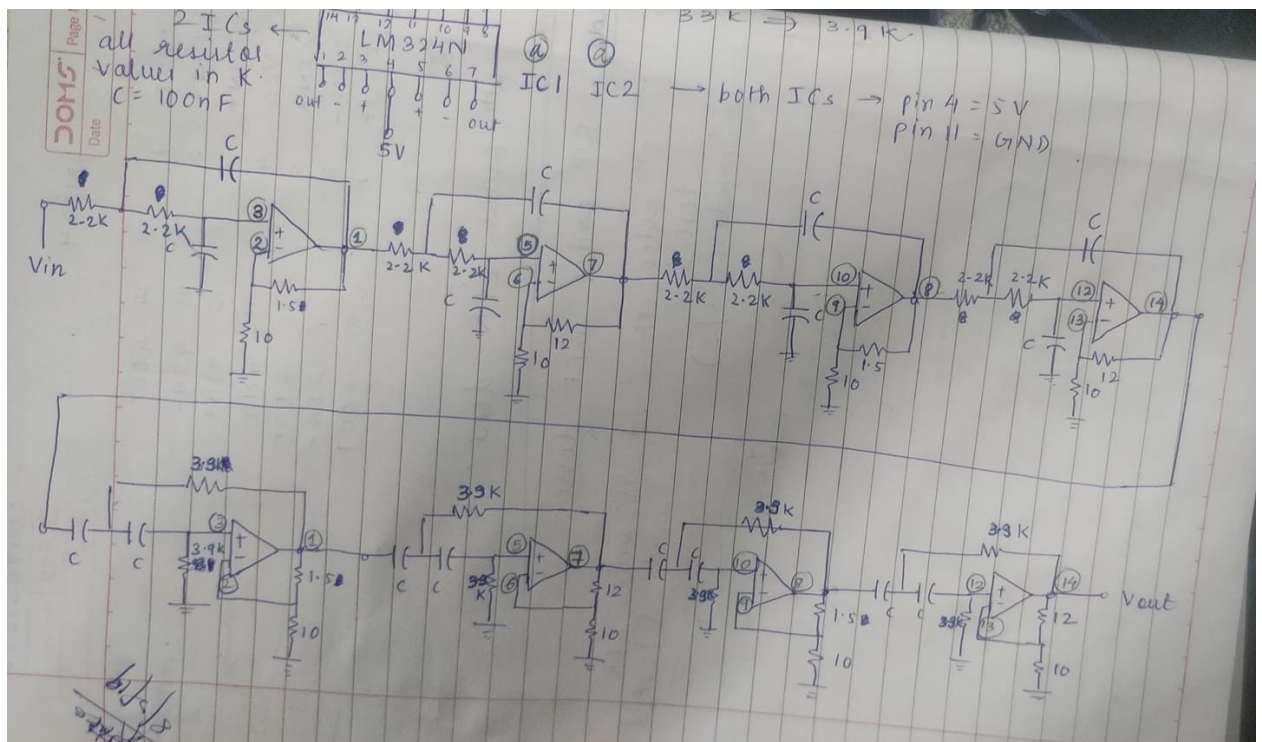 DOMS
Page
Date
2 ICs ←
all resistor
values in K.
C = 100nF
14 13 12 11 10 9 8
LM324N
1 2 3 4 5 6 7
out - + + - out
5V
@ @
IC1 IC2 → both ICs → pin 4 = 5V
pin 11 = GND
33 K ⇒ 3.9 K.
C
2.2K
2.2K
C
3
2
1
1.5
10
Vin
C
2.2K
2.2K
C
5
6
7
12
10
C
2.2K
2.2K
C
10
9
8
1.5
10
C
2.2K
2.2K
C
12
13
14
12
10
3.9K
C
C
3.9K
3
2
1
1.5
10
3.9K
C
C
3.9K
5
6
7
12
10
3.9K
C
C
10
9
8
1.5
10
3.9K
C
C
12
13
14
12
10
Vout